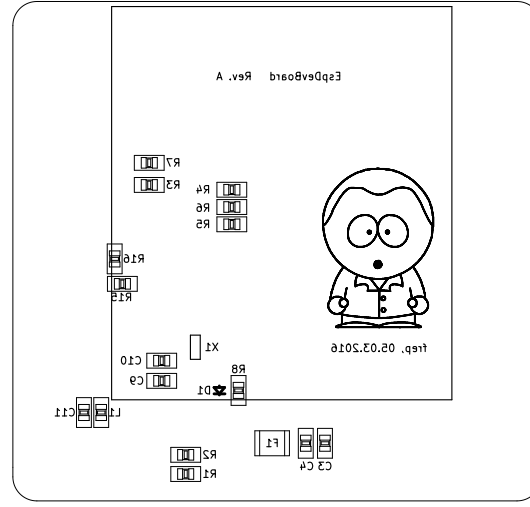 EspDevBoard Rev. A
R7
R3
R4
R6
R5
R16
R15
frep, 05.03.2016
X1
C10
C9
R8
D1
L1 C11
F1
C3 C4
R2
R1